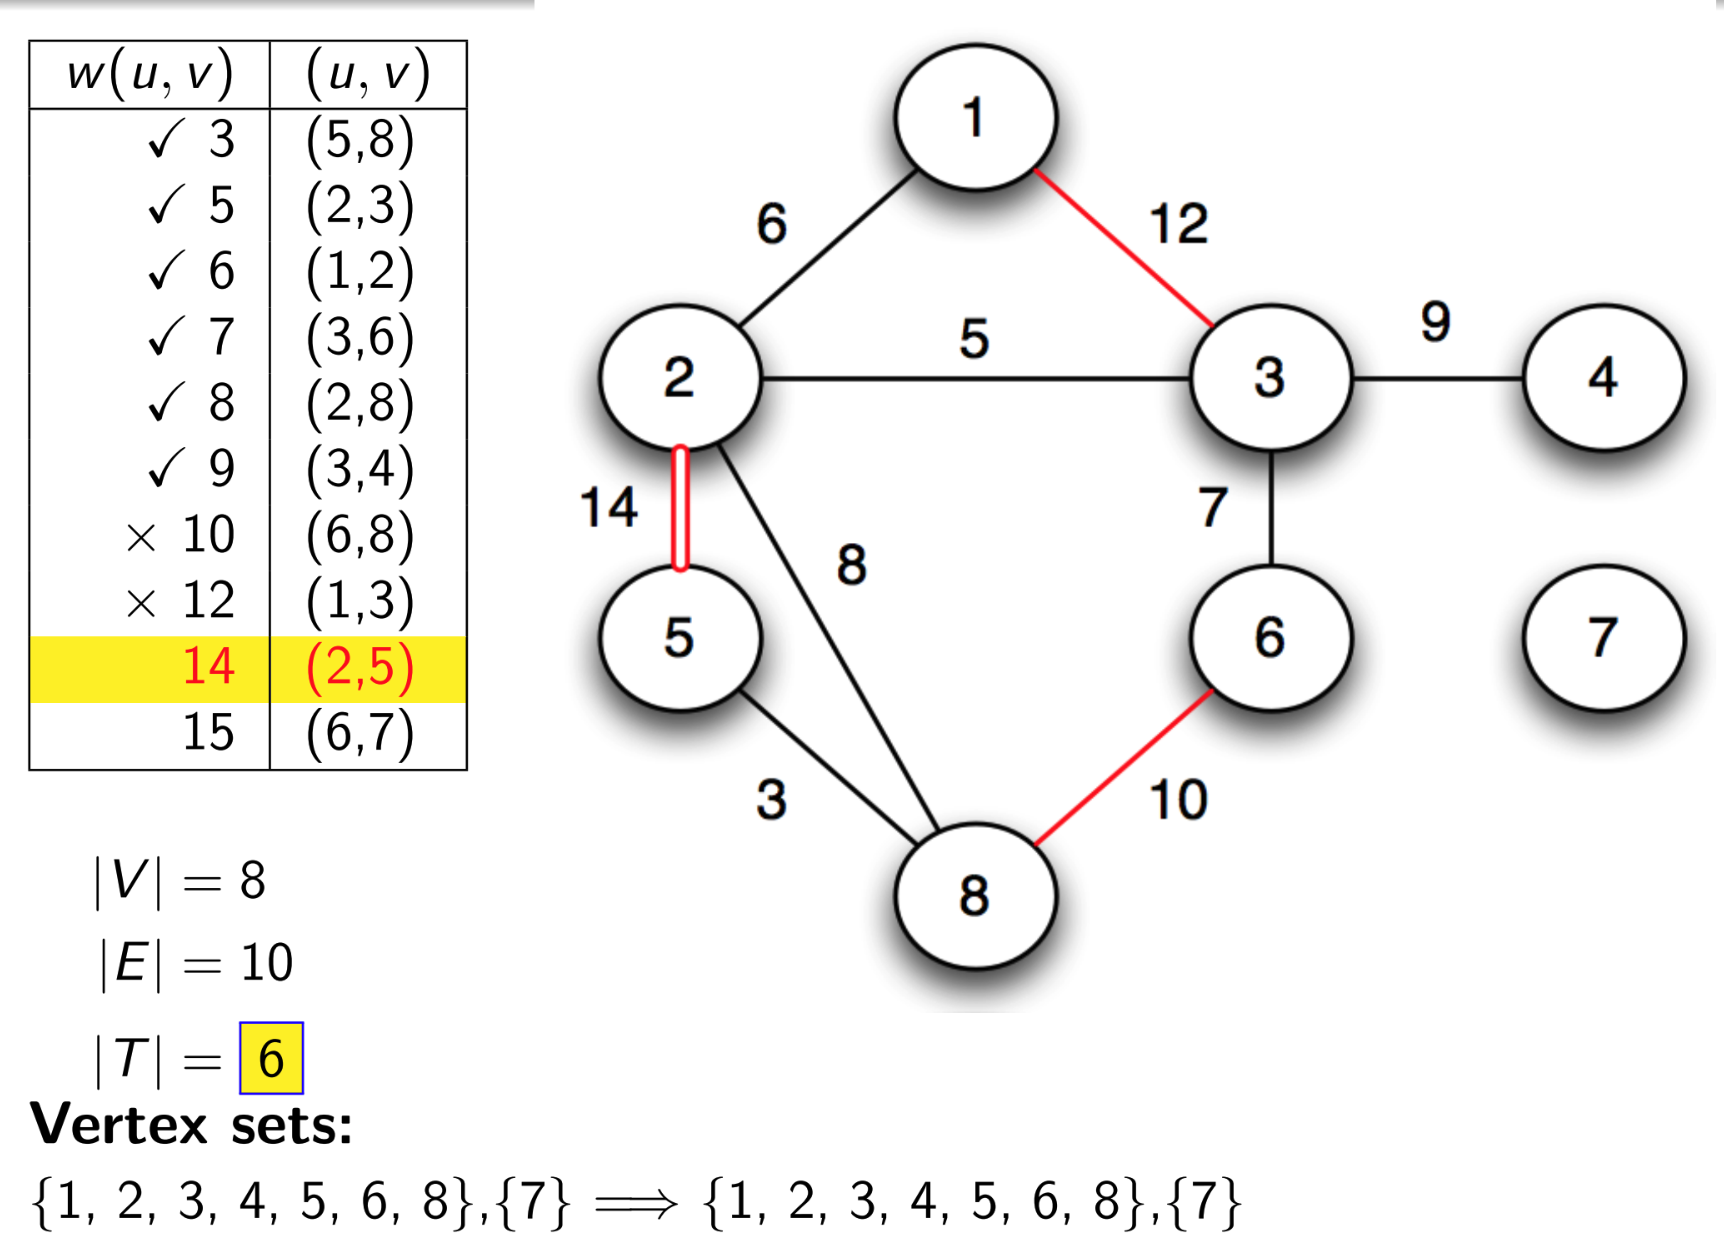 w(u, v) (u, v)
✓ 3 (5,8)
✓ 5 (2,3)
✓ 6 (1,2)
✓ 7 (3,6)
✓ 8 (2,8)
✓ 9 (3,4)
× 10 (6,8)
× 12 (1,3)
14 (2,5)
15 (6,7)
|V| = 8
|E| = 10
|T| = 6
Vertex sets:
{1, 2, 3, 4, 5, 6, 8},{7} ⟹ {1, 2, 3, 4, 5, 6, 8},{7}
1
6 12
5 9
2 3 4
14 7
8
5 6 7
3 10
8